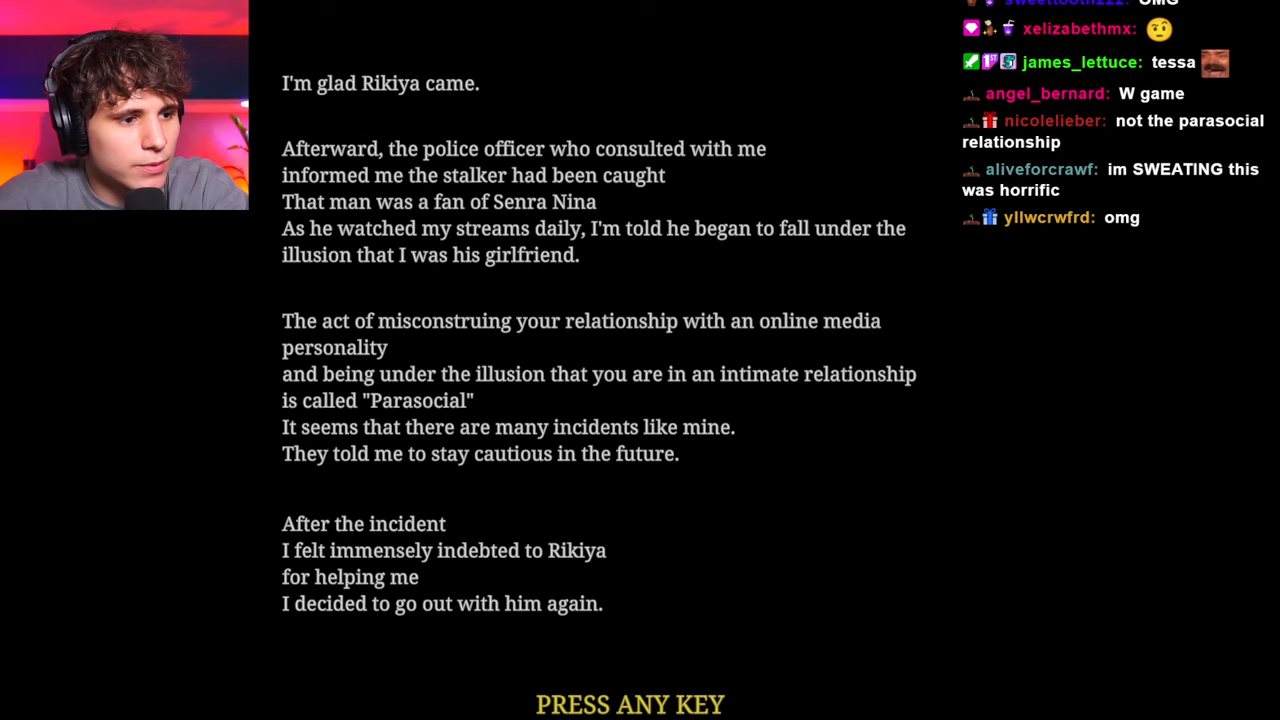 I'm glad Rikiya came.
Afterward, the police officer who consulted with me
informed me the stalker had been caught
That man was a fan of Senra Nina
As he watched my streams daily, I'm told he began to fall under the
illusion that I was his girlfriend.
The act of misconstruing your relationship with an online media
personality
and being under the illusion that you are in an intimate relationship
is called "Parasocial"
It seems that there are many incidents like mine.
They told me to stay cautious in the future.
After the incident
I felt immensely indebted to Rikiya
for helping me
I decided to go out with him again.
PRESS ANY KEY
OMG
xelizabethmx:
james_lettuce: tessa
angel_bernard: W game
nicolelieber: not the parasocial
relationship
aliveforcrawf: im SWEATING this
was horrific
yllwcrwfrd: omg